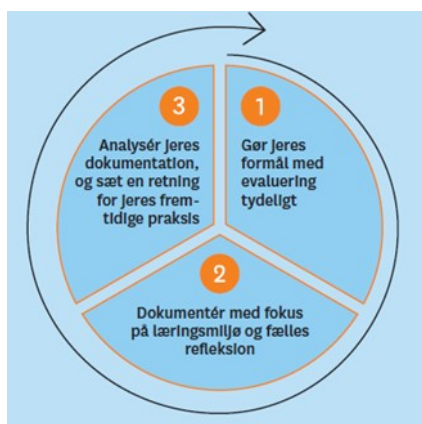 1
Gør jeres
formål med
evaluering
tydeligt
2
Dokumentér med fokus
på læringsmiljø og fælles
refleksion
3
Analysér jeres
dokumentation,
og sæt en retning
for jeres frem-
tidige praksis